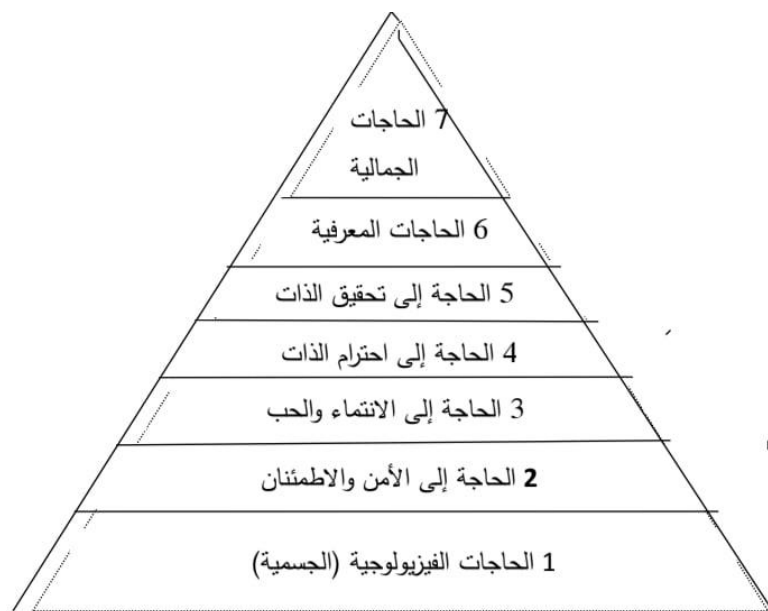 7 الحاجات
الجمالية
6 الحاجات المعرفية
5 الحاجة إلى تحقيق الذات
4 الحاجة إلى احترام الذات
3 الحاجة إلى الانتماء والحب
2 الحاجة إلى الأمن والاطمئنان
1 الحاجات الفيزيولوجية (الجسمية)